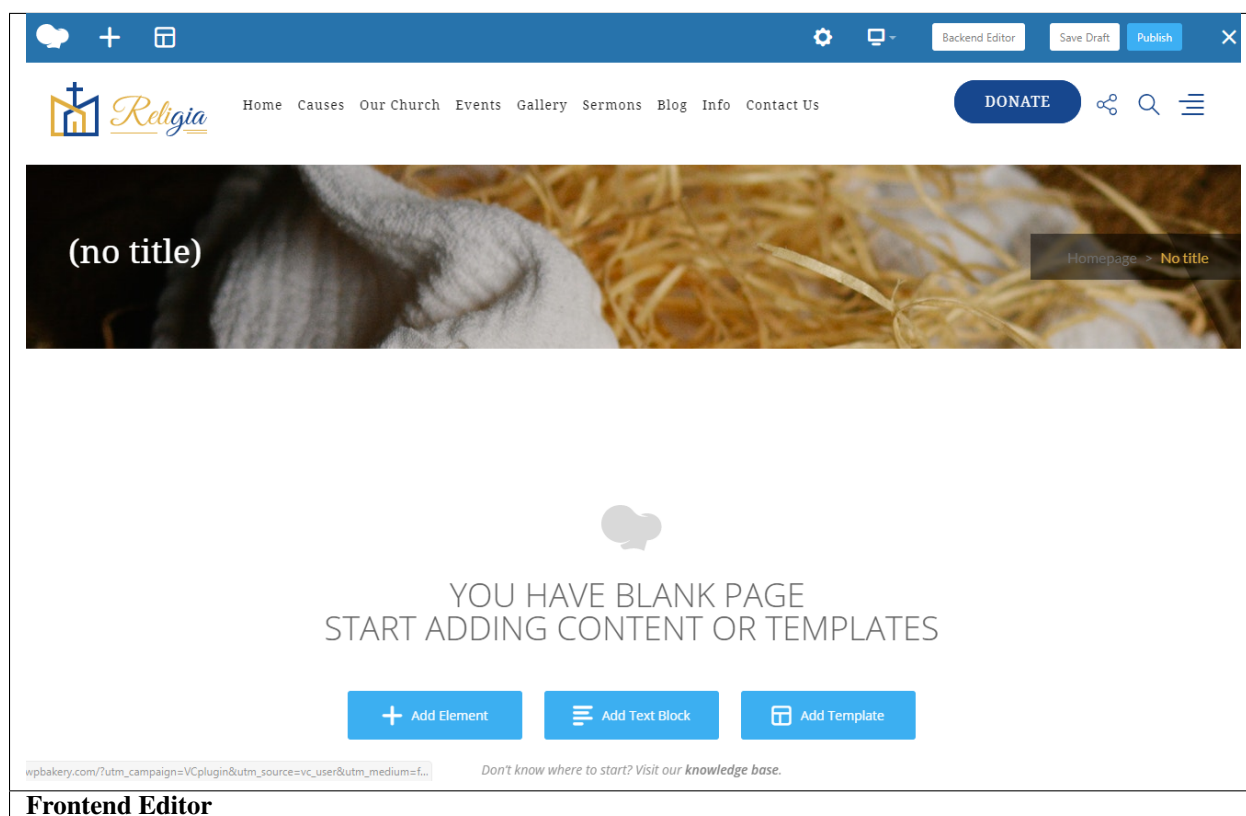 Backend Editor Save Draft Publish
Religia Home Causes Our Church Events Gallery Sermons Blog Info Contact Us DONATE
(no title)
Homepage > No title
YOU HAVE BLANK PAGE
START ADDING CONTENT OR TEMPLATES
Add Element Add Text Block Add Template
wpbakery.com/?utm_campaign=VCplugin&utm_source=vc_user&utm_medium=f... Don't know where to start? Visit our knowledge base.
Frontend Editor